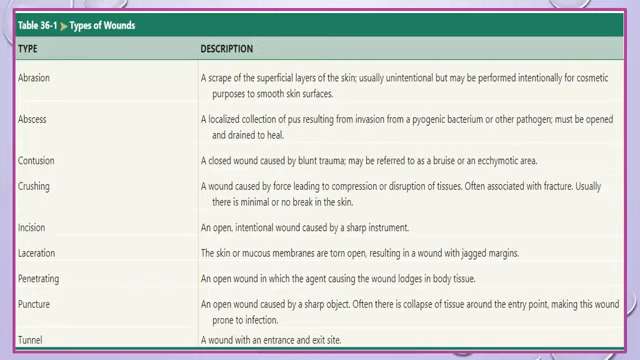 Table 36-1 ▶ Types of Wounds
TYPE DESCRIPTION
Abrasion A scrape of the superficial layers of the skin; usually unintentional but may be performed intentionally for cosmetic
purposes to smooth skin surfaces.
Abscess A localized collection of pus resulting from invasion from a pyogenic bacterium or other pathogen; must be opened
and drained to heal.
Contusion A closed wound caused by blunt trauma; may be referred to as a bruise or an ecchymotic area.
Crushing A wound caused by force leading to compression or disruption of tissues. Often associated with fracture. Usually
there is minimal or no break in the skin.
Incision An open, intentional wound caused by a sharp instrument.
Laceration The skin or mucous membranes are torn open, resulting in a wound with jagged margins.
Penetrating An open wound in which the agent causing the wound lodges in body tissue.
Puncture An open wound caused by a sharp object. Often there is collapse of tissue around the entry point, making this wound
prone to infection.
Tunnel A wound with an entrance and exit site.